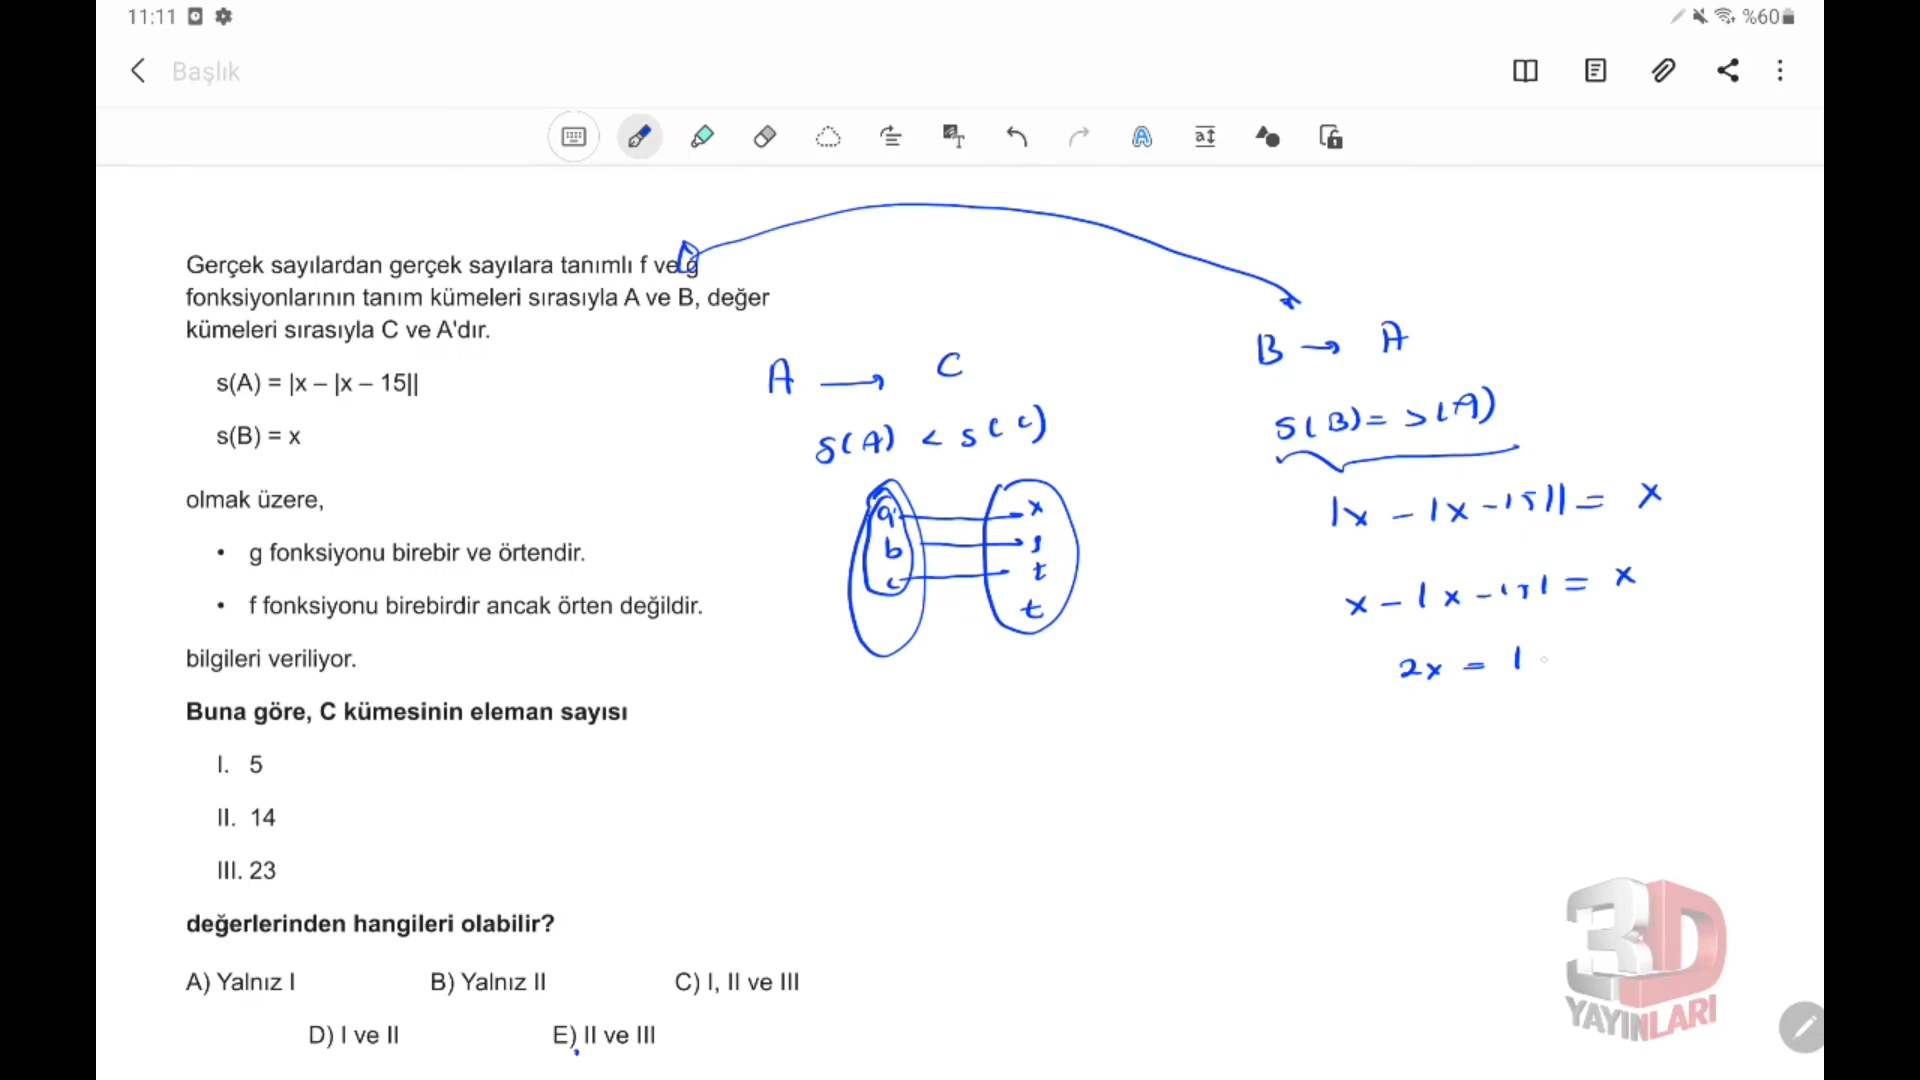 11:11
%60
Başlık
Gerçek sayılardan gerçek sayılara tanımlı f ve g
fonksiyonlarının tanım kümeleri sırasıyla A ve B, değer
kümeleri sırasıyla C ve A'dır.
s(A) = |x – |x – 15||
s(B) = x
olmak üzere,
• g fonksiyonu birebir ve örtendir.
• f fonksiyonu birebirdir ancak örten değildir.
bilgileri veriliyor.
Buna göre, C kümesinin eleman sayısı
I. 5
II. 14
III. 23
değerlerinden hangileri olabilir?
A) Yalnız I B) Yalnız II C) I, II ve III
D) I ve II E) II ve III
A → C
s(A) < s(C)
a x
b s
c t
t
B → A
s(B) = s(A)
|x - |x - 15|| = x
x - |x - 15| = x
2x = |
3D
YAYINLARI